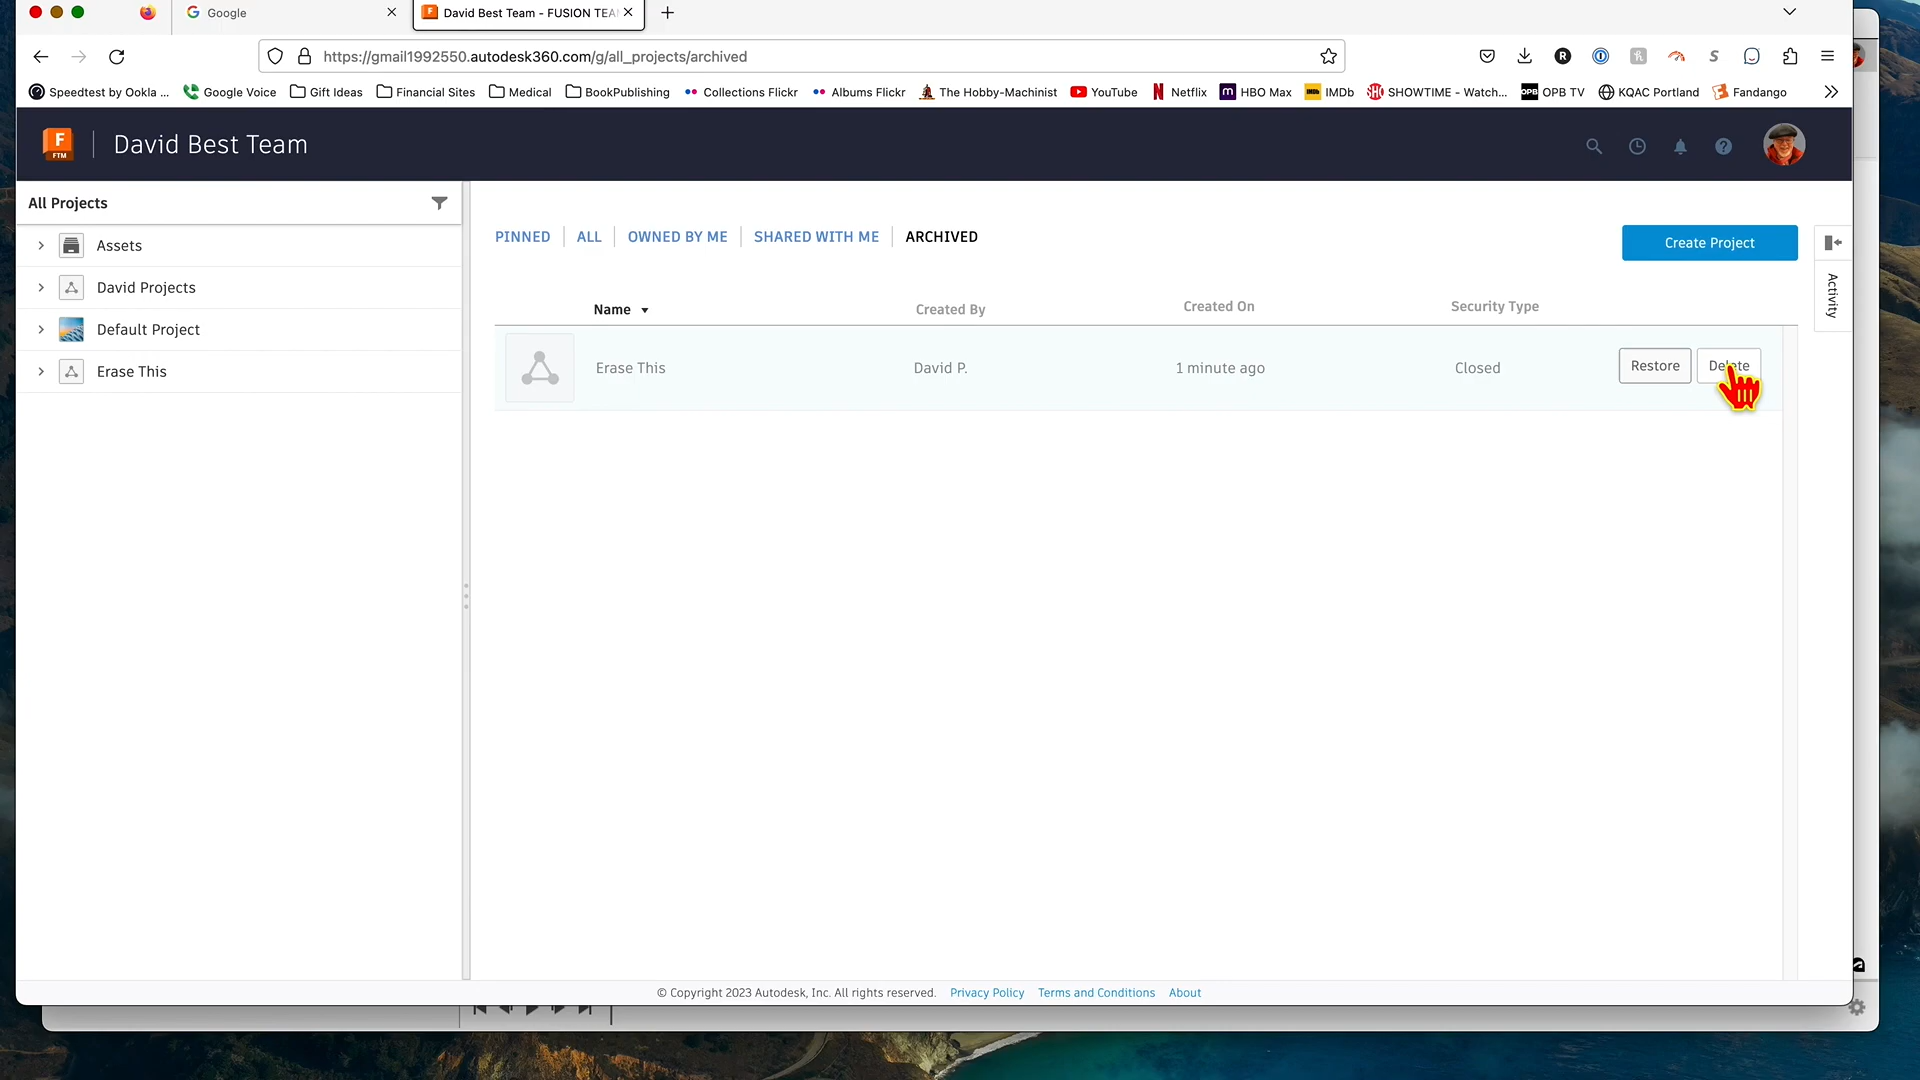 Google
David Best Team - FUSION TEA
https://gmail1992550.autodesk360.com/g/all_projects/archived
R
S
Speedtest by Ookla ...
Google Voice
Gift Ideas
Financial Sites
Medical
BookPublishing
Collections Flickr
Albums Flickr
The Hobby-Machinist
YouTube
Netflix
HBO Max
IMDb
SHOWTIME - Watch...
OPB TV
KQAC Portland
Fandango
F
FTM
David Best Team
All Projects
Assets
David Projects
Default Project
Erase This
PINNED
ALL
OWNED BY ME
SHARED WITH ME
ARCHIVED
Create Project
Activity
Name
Created By
Created On
Security Type
Erase This
David P.
1 minute ago
Closed
Restore
Delete
© Copyright 2023 Autodesk, Inc. All rights reserved.
Privacy Policy
Terms and Conditions
About